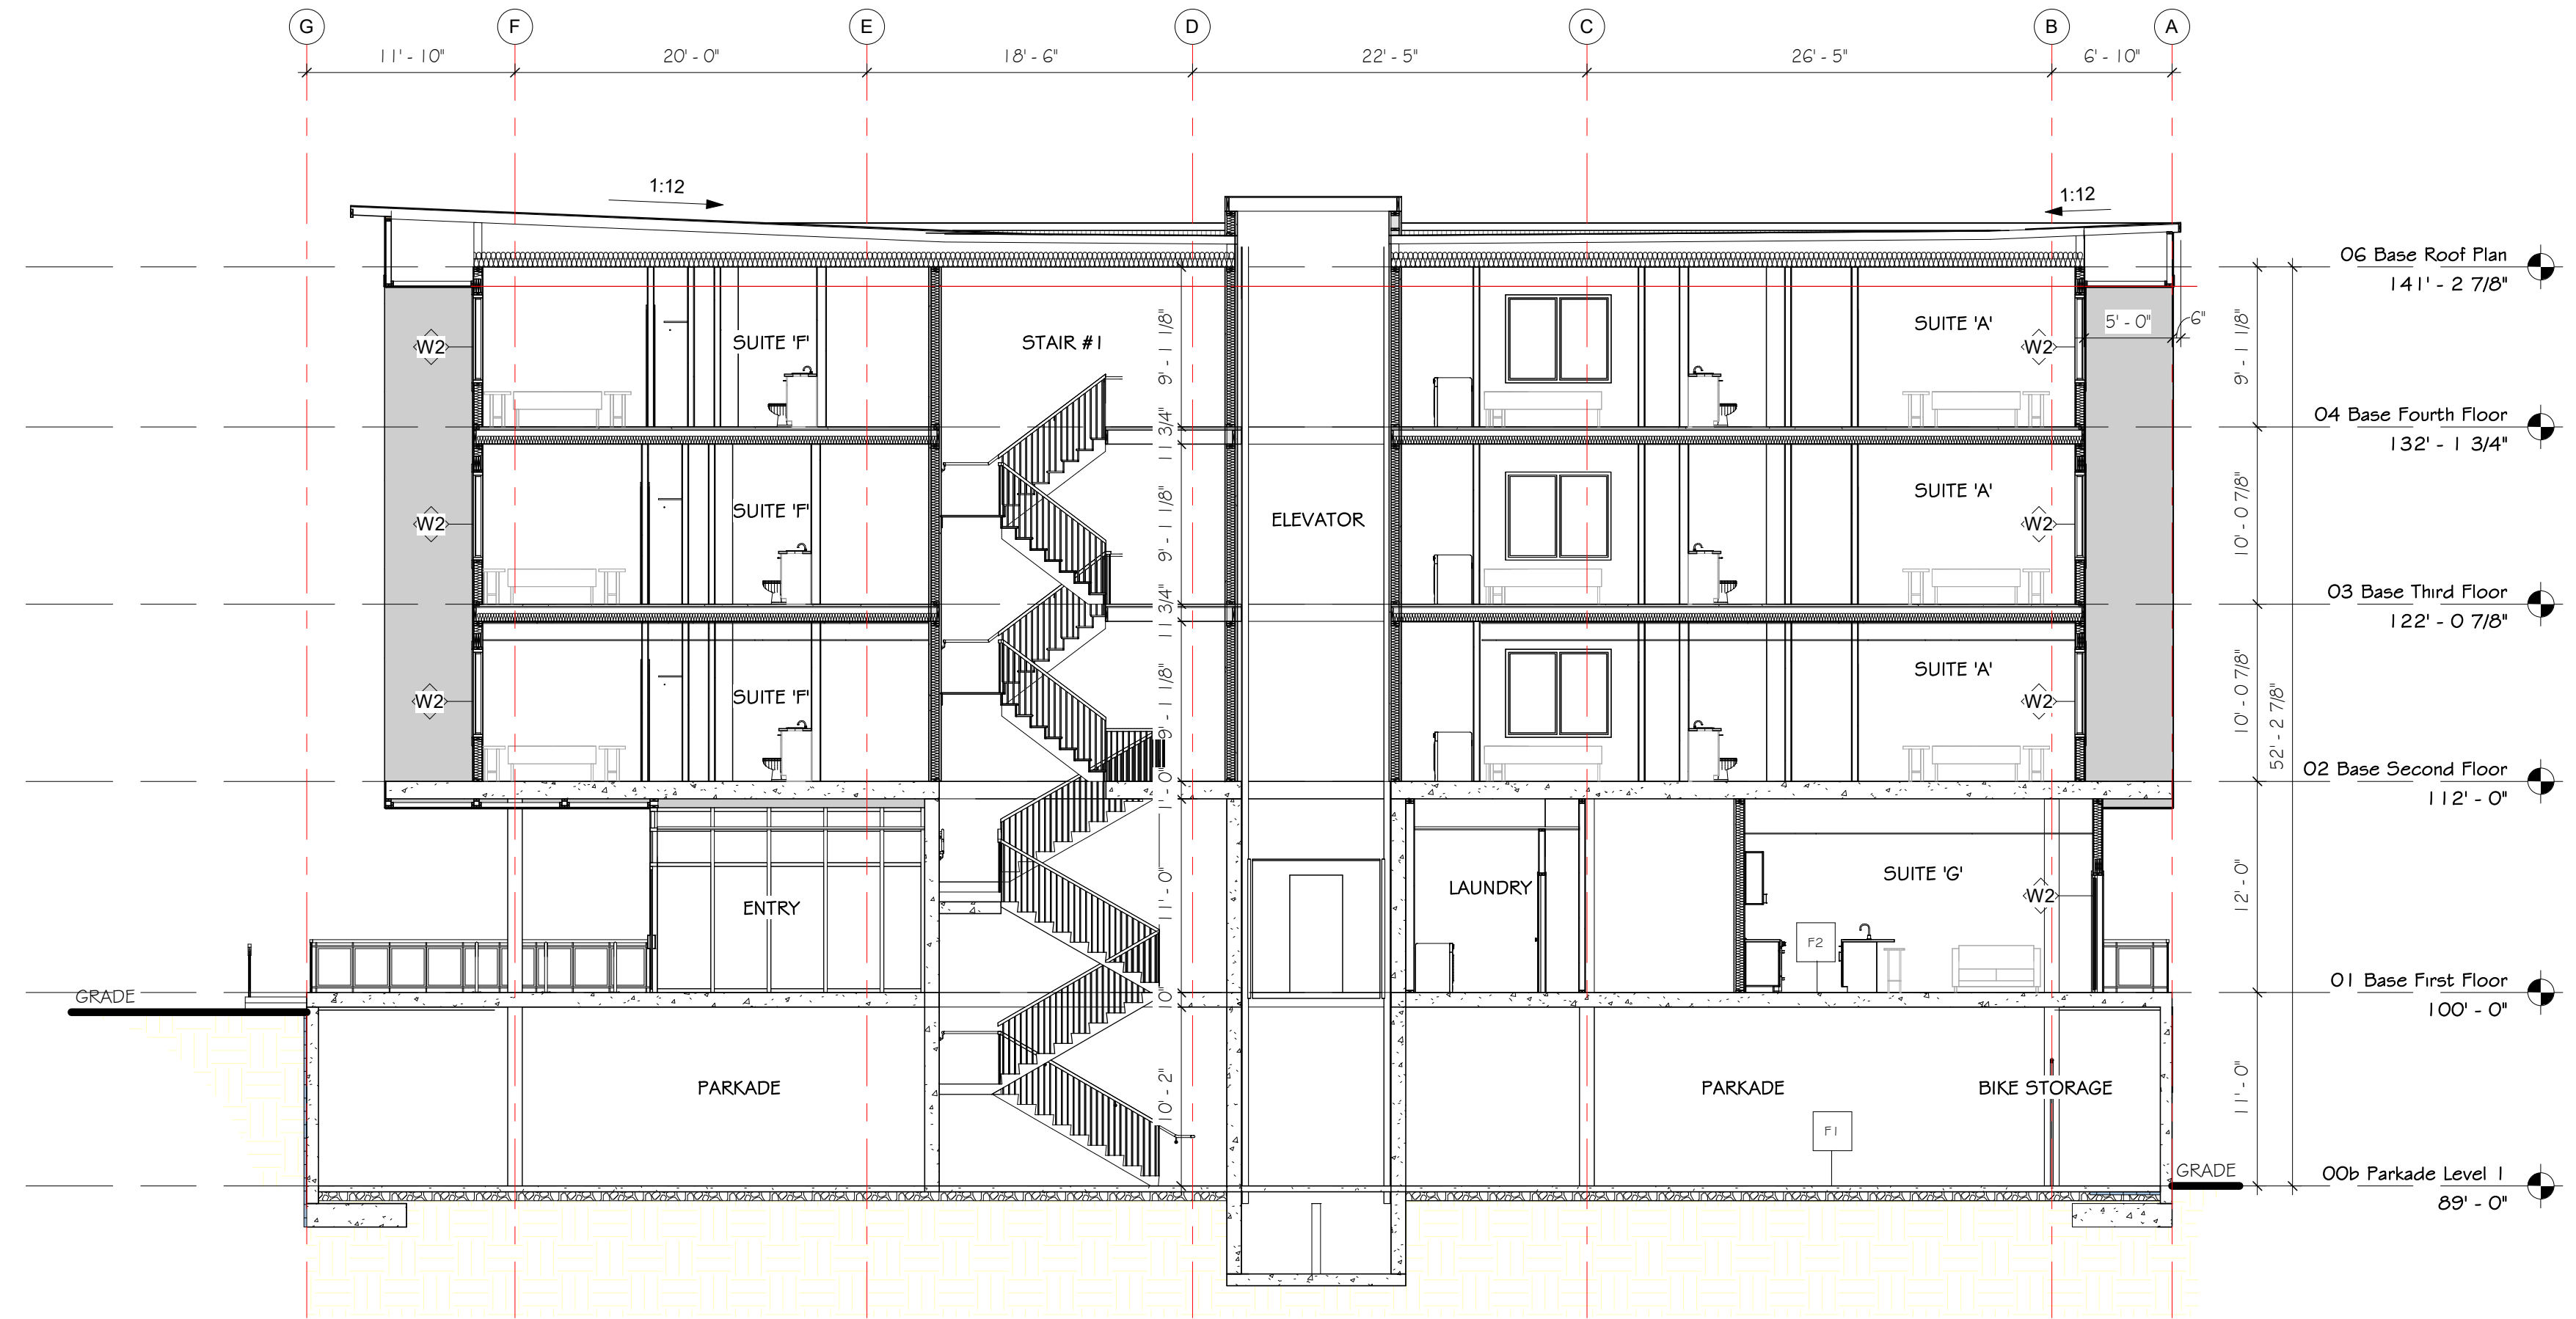 G F E D C B A
11' - 10" 20' - 0" 18' - 6" 22' - 5" 26' - 5" 6' - 10"
1:12 1:12
06 Base Roof Plan
141' - 2 7/8"
W2 SUITE 'F' STAIR #1 9' - 1 1/8" SUITE 'A' W2 5' - 0" 6" 9' - 1 1/8"
04 Base Fourth Floor
132' - 1 3/4"
11 3/4"
W2 SUITE 'F' 9' - 1 1/8" ELEVATOR SUITE 'A' W2 10' - 0 7/8"
03 Base Third Floor
122' - 0 7/8"
11 3/4"
W2 SUITE 'F' 9' - 1 1/8" SUITE 'A' W2 10' - 0 7/8" 52' - 2 7/8"
02 Base Second Floor
112' - 0"
1' - 0"
ENTRY 11' - 0" LAUNDRY SUITE 'G' W2 12' - 0"
F2
01 Base First Floor
100' - 0"
GRADE 10"
PARKADE 10' - 2" PARKADE BIKE STORAGE 11' - 0"
F1
GRADE
00b Parkade Level 1
89' - 0"